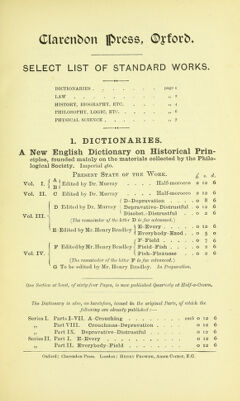 Clarendon Press, Oxford.
SELECT LIST OF STANDARD WORKS.
DICTIONARIES page 1
LAW „ 2
HISTORY, BIOGRAPHY, ETC. „ 4
PHILOSOPHY, LOGIC, ETC. „ 6
PHYSICAL SCIENCE „ 7
1. DICTIONARIES.
A New English Dictionary on Historical Prin-
ciples, founded mainly on the materials collected by the Philo-
logical Society. Imperial 4to.
PRESENT STATE OF THE WORK. £ s. d.
Vol. I. { A B } Edited by Dr. Murray Half-morocco 2 12 6
Vol. II. C Edited by Dr. Murray Half-morocco 2 12 6
Vol. III. D Edited by Dr. Murray
D-Depravation 0 8 6
Depravative-Distrustful 0 12 6
Disobst.-Distrustful 0 2 6
(The remainder of the letter D is far advanced.)
E Edited by Mr. Henry Bradley
E-Every 0 12 6
Everybody-Ezod 0 5 0
Vol. IV. F Edited by Mr. Henry Bradley
F-Field 0 7 6
Field-Fish 0 2 6
Fish-Flexuose 0 2 6
(The remainder of the letter F is far advanced.)
G To be edited by Mr. Henry Bradley. In Preparation.
One Section at least, of sixty-four Pages, is now published Quarterly at Half-a-Crown.
The Dictionary is also, as heretofore, issued in the original Parts, of which the
following are already published :—
Series I. Parts I-VII. A-Crouching each 0 12 6
„ Part VIII. Crouchmas-Depravation 0 12 6
„ Part IX. Depravative-Distrustful 0 12 6
Series II. Part I. E-Every 0 12 6
„ Part II. Everybody-Field 0 12 6
Oxford: Clarendon Press. London: HENRY FROWDE, Amen Corner, E.C.